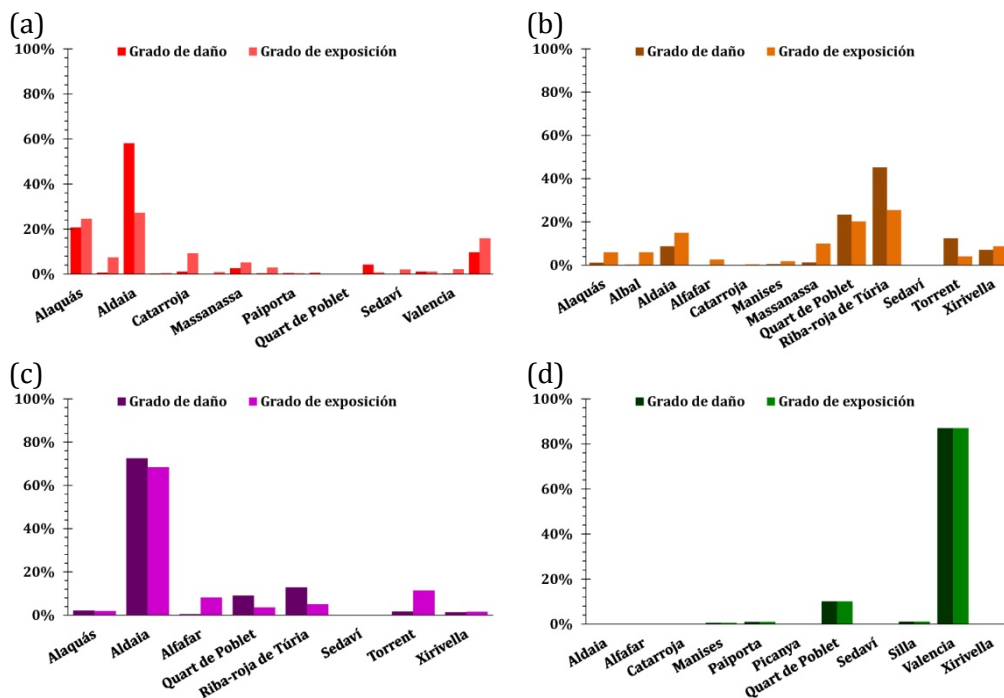 (a)
Grado de daño Grado de exposición
100%
80%
60%
40%
20%
0%
Alaquás Aldaia Catarroja Massanassa Paiporta Quart de Poblet Sedaví Valencia
(b)
Grado de daño Grado de exposición
100%
80%
60%
40%
20%
0%
Alaquás Albal Aldaia Alfafar Catarroja Manises Massanassa Quart de Poblet Riba-roja de Túria Sedaví Torrent Xirivella
(c)
Grado de daño Grado de exposición
100%
80%
60%
40%
20%
0%
Alaquás Aldaia Alfafar Quart de Poblet Riba-roja de Túria Sedaví Torrent Xirivella
(d)
Grado de daño Grado de exposición
100%
80%
60%
40%
20%
0%
Aldaia Alfafar Catarroja Manises Paiporta Picanya Quart de Poblet Sedaví Silla Valencia Xirivella